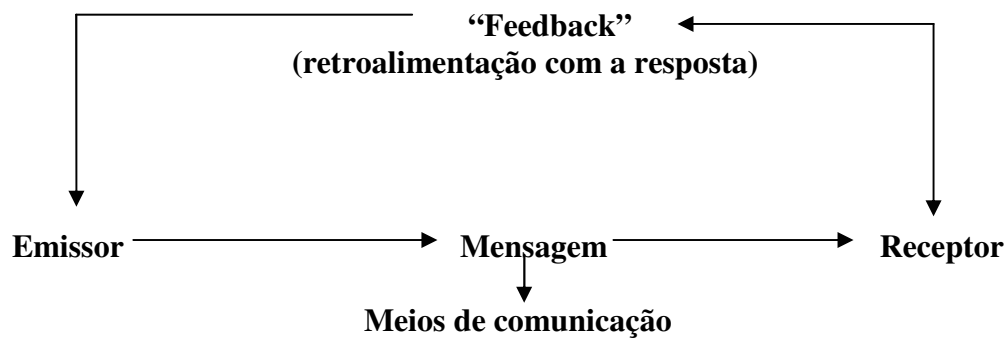 “Feedback”
(retroalimentação com a resposta)
Emissor Mensagem Receptor
Meios de comunicação